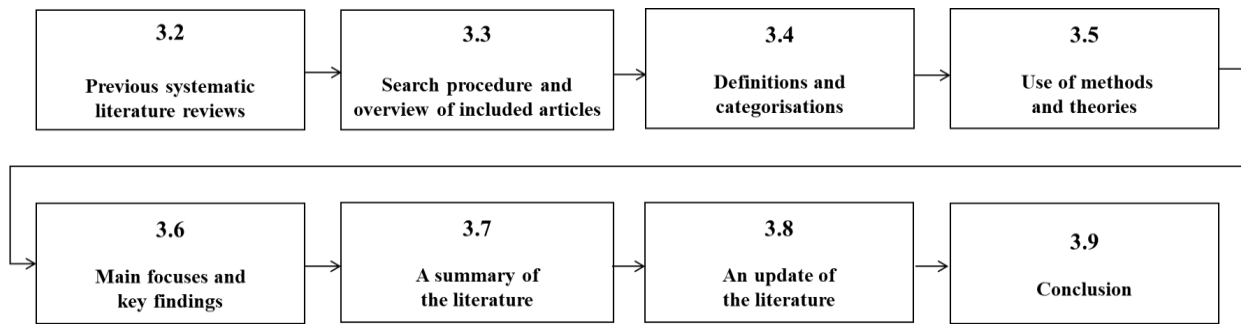 3.2
Previous systematic
literature reviews
3.3
Search procedure and
overview of included articles
3.4
Definitions and
categorisations
3.5
Use of methods
and theories
3.6
Main focuses and
key findings
3.7
A summary of
the literature
3.8
An update of
the literature
3.9
Conclusion